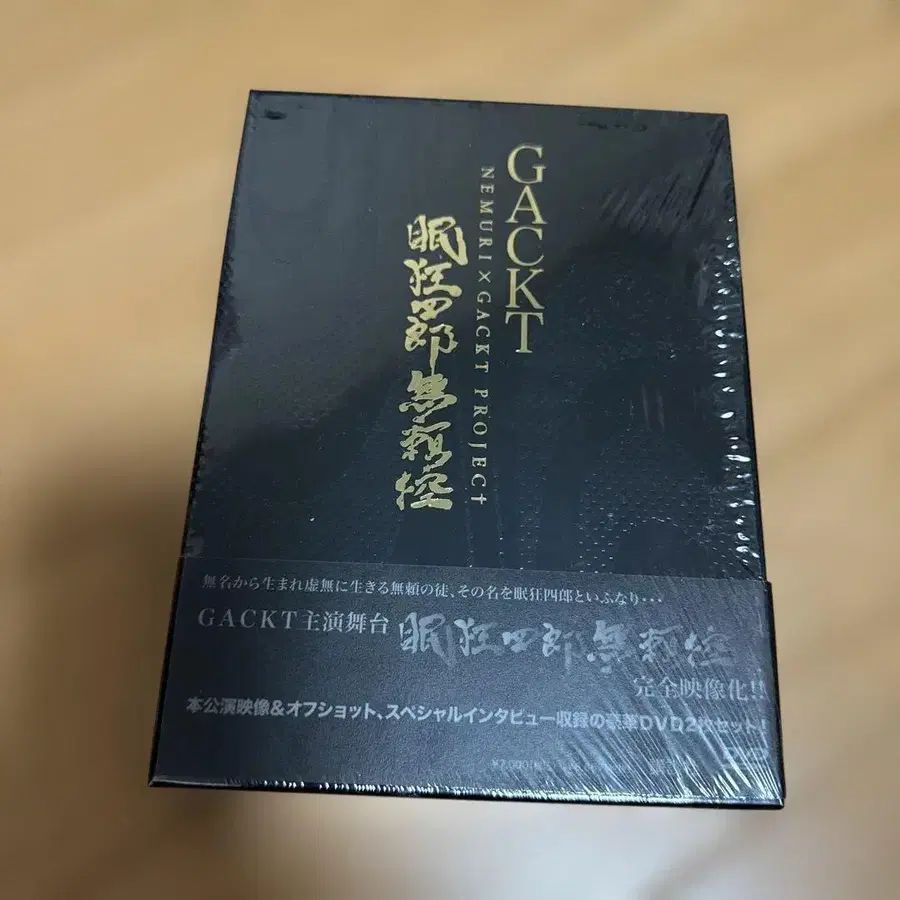 GACKT
NEMURI×GACKT PROJECT
眠狂四郎無頼控
無名から生まれ虚無に生きる無頼の徒、その名を眠狂四郎といふなり・・・
GACKT主演舞台 眠狂四郎無頼控
完全映像化!!
本公演映像&オフショット、スペシャルインタビュー収録の豪華DVD2枚セット!
DVD
¥7,000